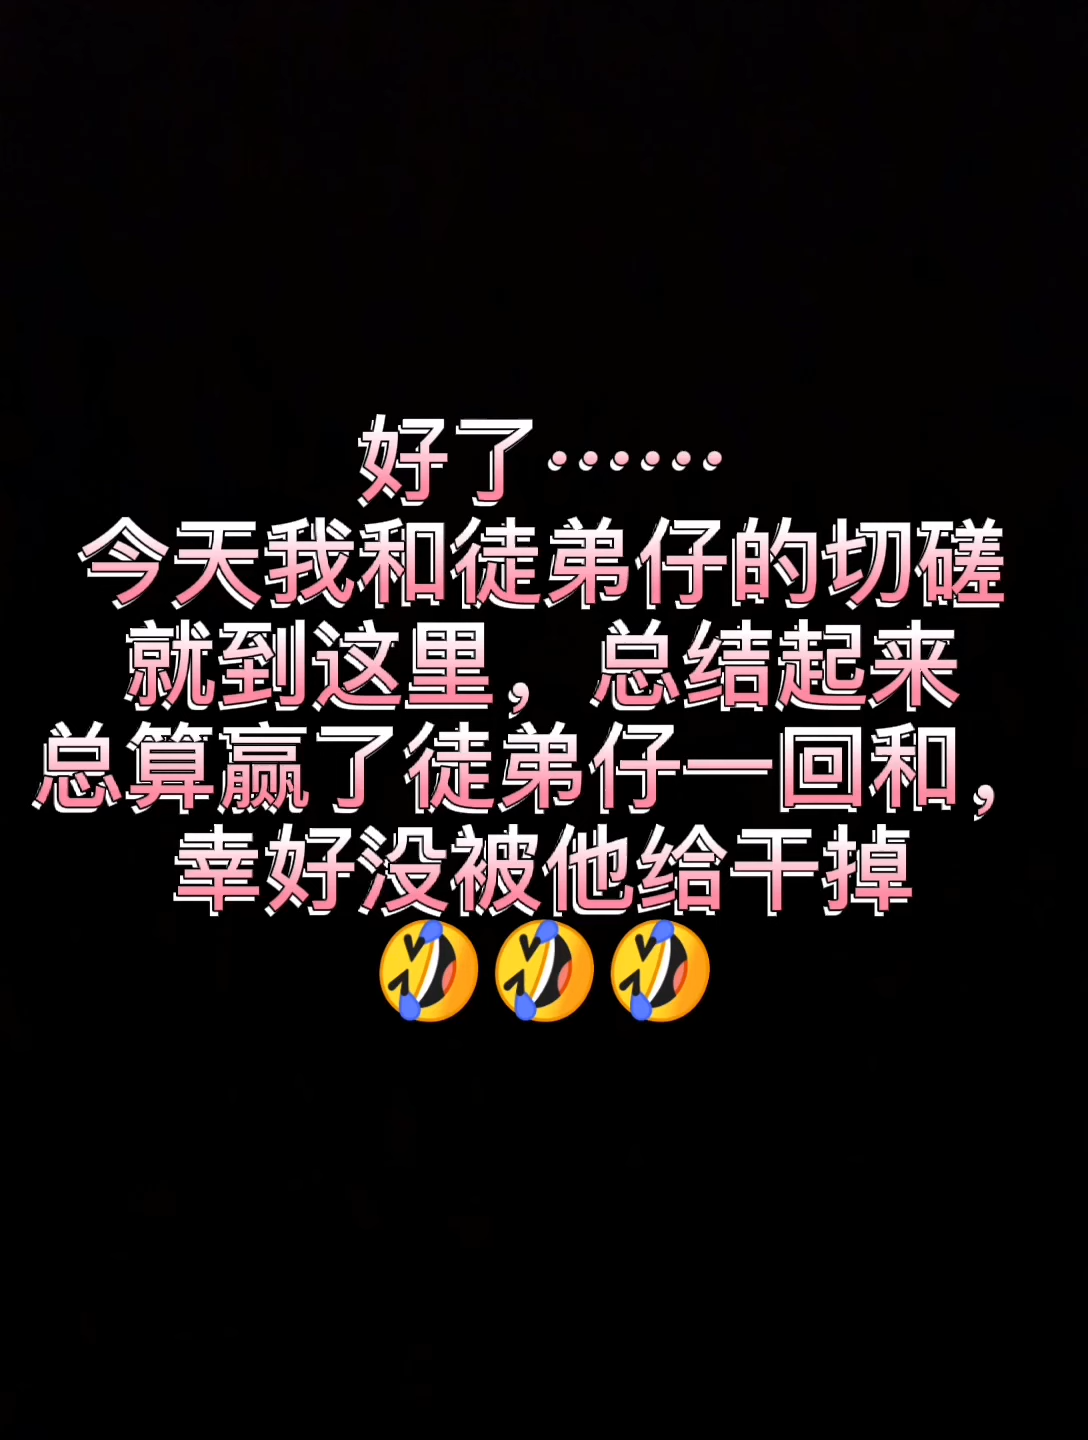 好了……
今天我和徒弟仔的切磋
就到这里，总结起来
总算赢了徒弟仔一回和，
幸好没被他给干掉
🤣🤣🤣